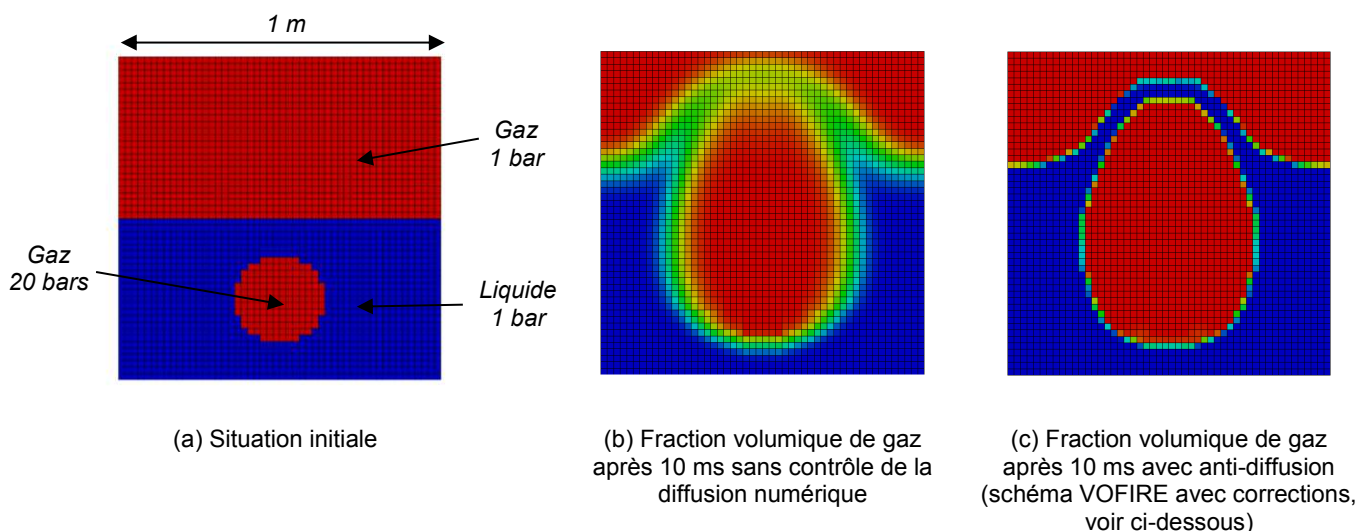 1 m
Gaz
1 bar
Gaz
20 bars
Liquide
1 bar
(a) Situation initiale
(b) Fraction volumique de gaz
après 10 ms sans contrôle de la
diffusion numérique
(c) Fraction volumique de gaz
après 10 ms avec anti-diffusion
(schéma VOFIRE avec corrections,
voir ci-dessous)